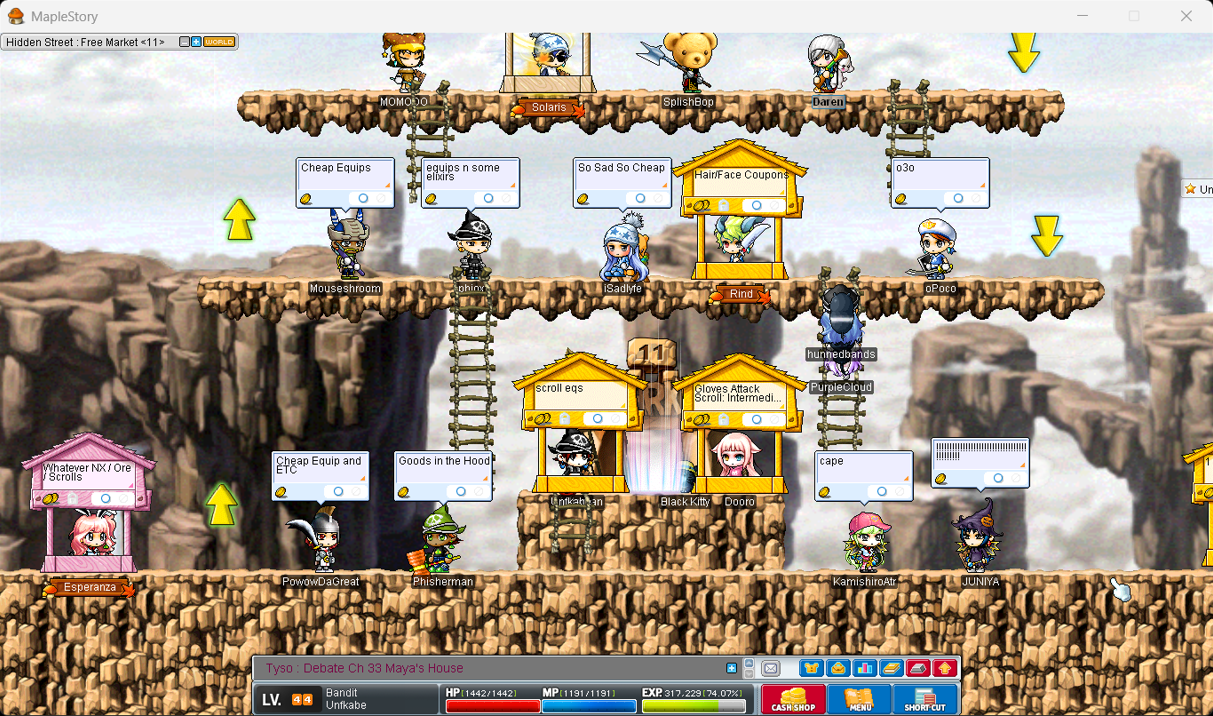 MapleStory
Hidden Street : Free Market <11>
WORLD
MOMODO
Solaris
SplishBop
Daren
Cheap Equips
equips n some
elixirs
So Sad So Cheap
Hair/Face Coupons
o3o
Un
Mouseshroom
phinx
iSadlyfe
Rind
oPoco
11
hunnedbands
PurpleCloud
scroll eqs
Gloves Attack
Scroll: Intermedi...
Whatever NX / Ore
/ Scrolls
Cheap Equip and
ETC
Goods in the Hood
cape
!!!!!!!!!!!!!!!!!!!!!!!!!!!!!!
!!!!!!!!
1
Black Kitty
Dooro
Esperanza
PowowDaGreat
Phisherman
KamishiroAtr
JUNIYA
Tyso : Debate Ch 33 Maya's House
LV. 44
Bandit
Unfkabe
HP[1442/1442]
MP[1191/1191]
EXP. 317,229[74.07%]
CASH SHOP
MENU
SHORT CUT